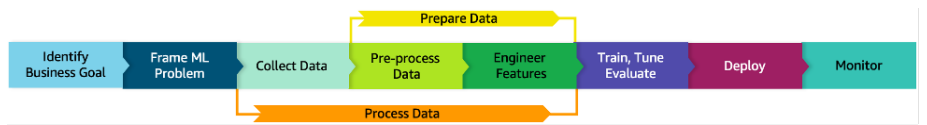 Prepare Data
Identify
Business Goal
Frame ML
Problem
Collect Data
Pre-process
Data
Engineer
Features
Train, Tune
Evaluate
Deploy
Monitor
Process Data